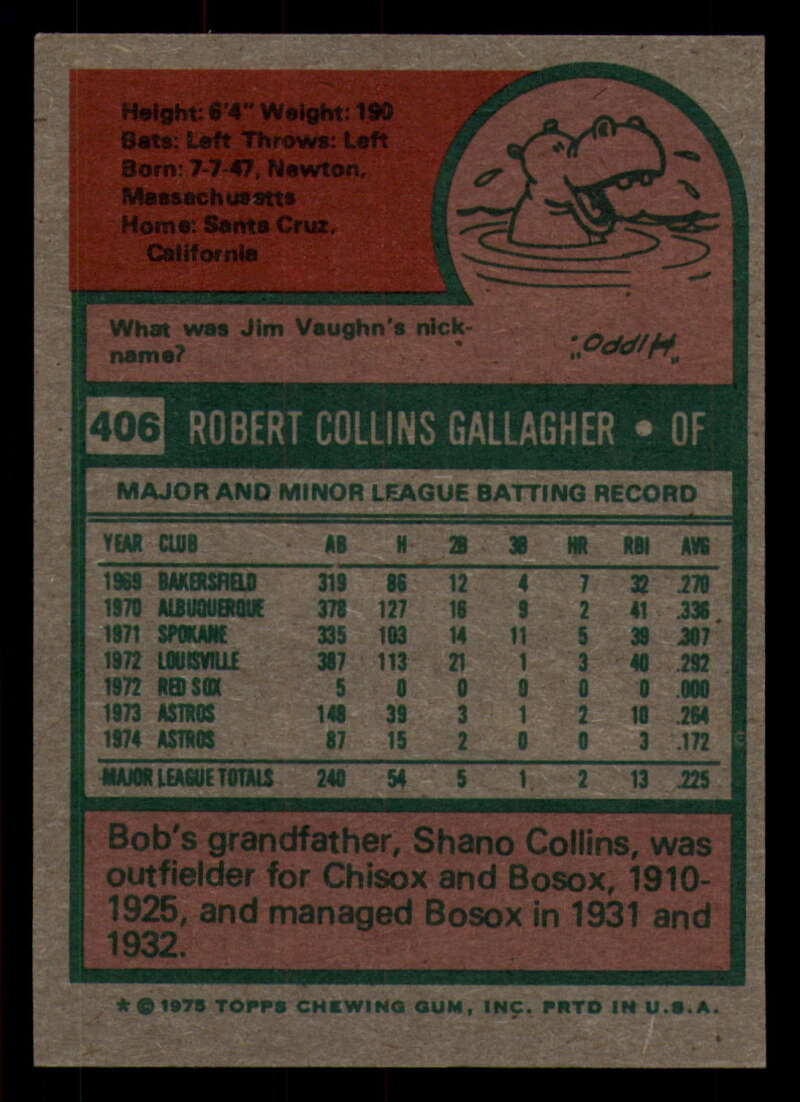 Height: 6'4" Weight: 190
Bats: Left Throws: Left
Born: 7-7-47, Newton,
Massachusetts
Home: Santa Cruz,
California
What was Jim Vaughn's nick-
name?
"Hippo."
406 ROBERT COLLINS GALLAGHER • OF
MAJOR AND MINOR LEAGUE BATTING RECORD
YEAR CLUB AB H 2B 3B HR RBI AVG
1969 BAKERSFIELD 319 86 12 4 7 32 .270
1970 ALBUQUERQUE 378 127 16 9 2 41 .336
1971 SPOKANE 335 103 14 11 5 39 .307
1972 LOUISVILLE 387 113 21 1 3 40 .292
1972 RED SOX 5 0 0 0 0 0 .000
1973 ASTROS 148 39 3 1 2 10 .264
1974 ASTROS 87 15 2 0 0 3 .172
MAJOR LEAGUE TOTALS 240 54 5 1 2 13 .225
Bob's grandfather, Shano Collins, was
outfielder for Chisox and Bosox, 1910-
1925, and managed Bosox in 1931 and
1932.
* © 1975 TOPPS CHEWING GUM, INC. PRTD IN U.S.A.